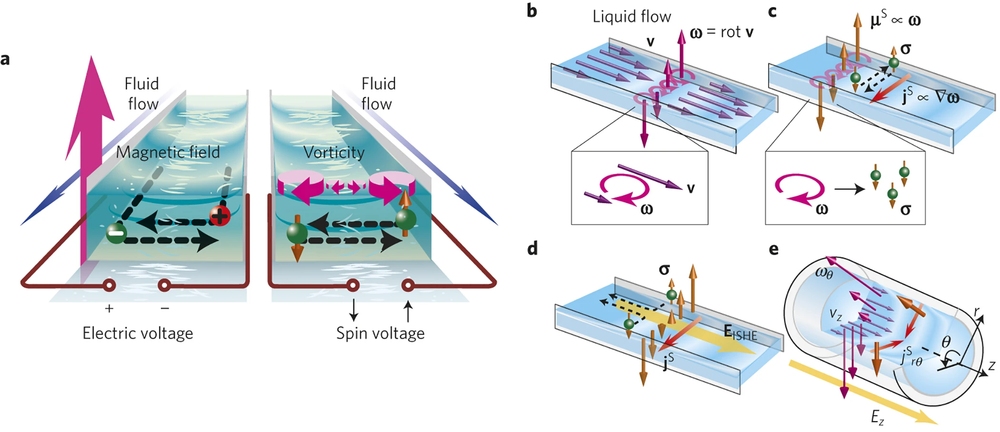 a
Fluid
flow
Magnetic field
+
−
Electric voltage
Fluid
flow
Vorticity
Spin voltage
b
Liquid flow
v
ω = rot v
v
ω
c
μS ∝ ω
σ
jS ∝ ∇ω
ω
σ
d
σ
EISHE
jS
e
ωθ
vz
jSrθ
r
θ
z
Ez